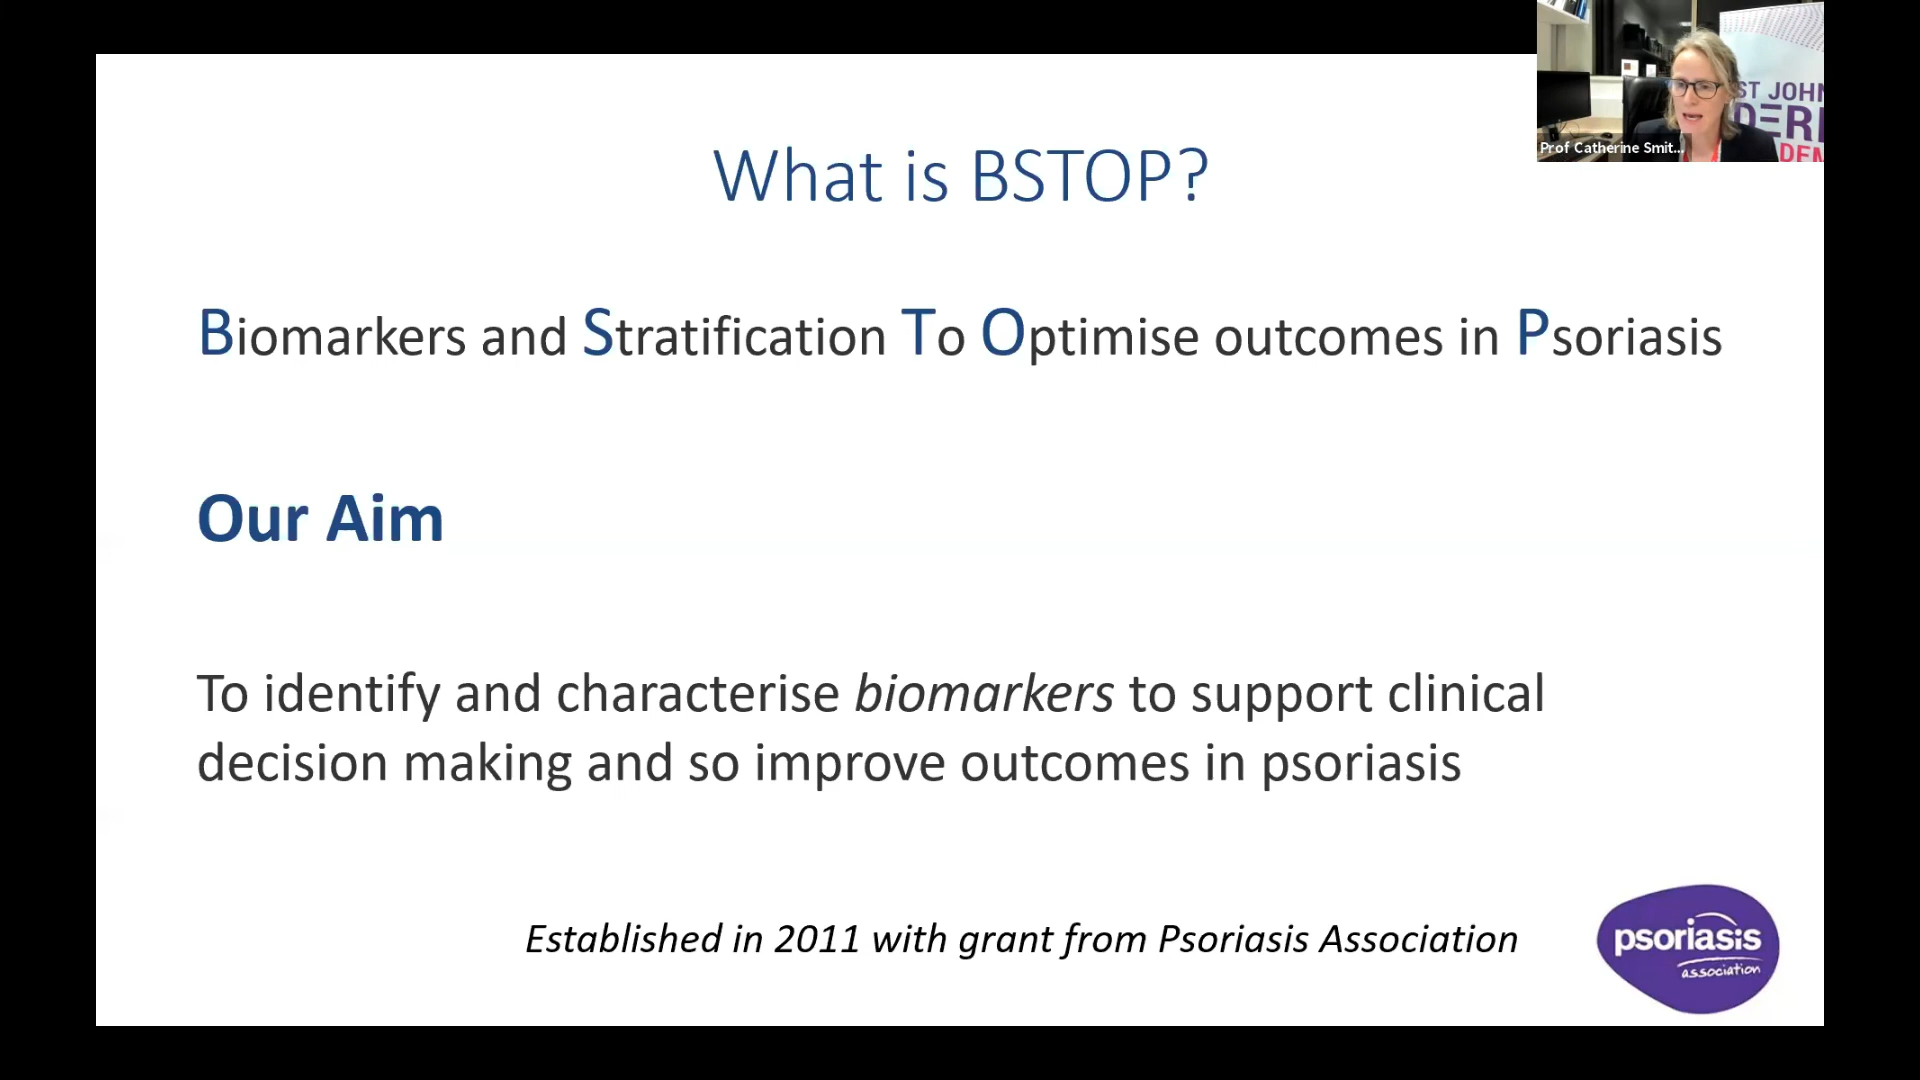 ST JOHN
DERM
DEM
Prof Catherine Smit...
What is BSTOP?
Biomarkers and Stratification To Optimise outcomes in Psoriasis
Our Aim
To identify and characterise biomarkers to support clinical
decision making and so improve outcomes in psoriasis
Established in 2011 with grant from Psoriasis Association
psoriasis
association